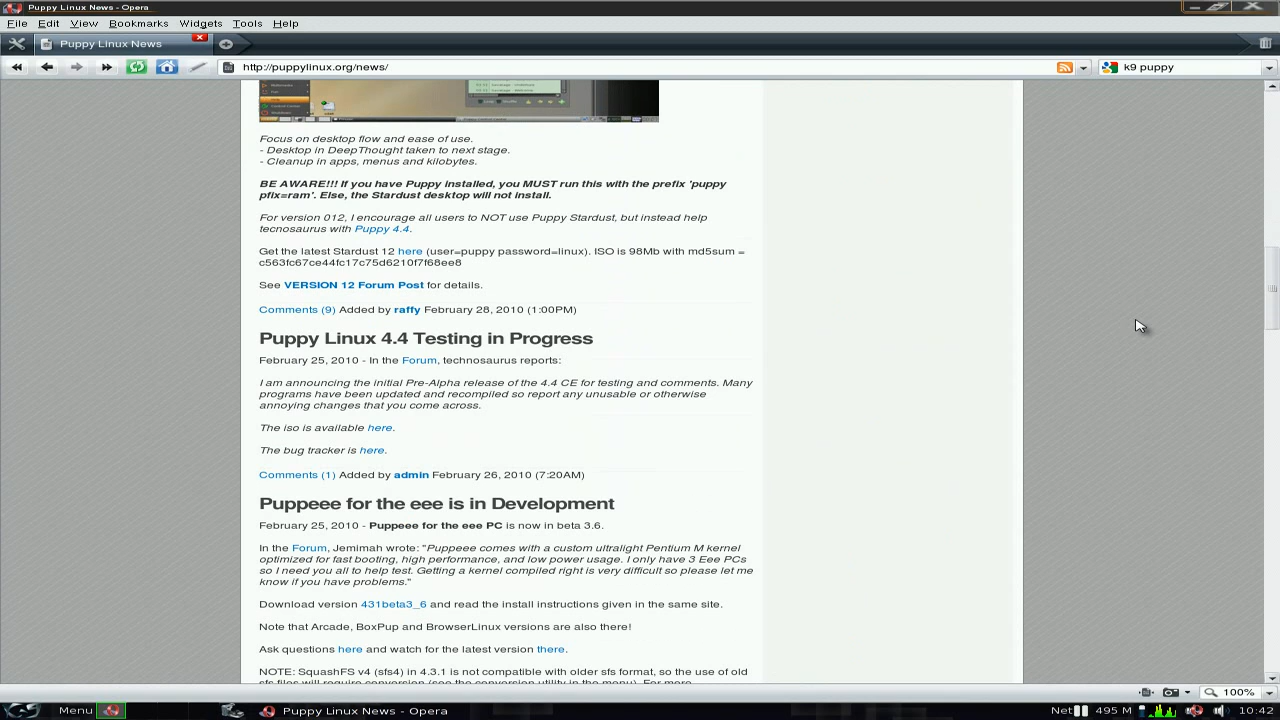 Puppy Linux News - Opera
File Edit View Bookmarks Widgets Tools Help
Puppy Linux News
http://puppylinux.org/news/
k9 puppy
Focus on desktop flow and ease of use.
- Desktop in DeepThought taken to next stage.
- Cleanup in apps, menus and kilobytes.
BE AWARE!!! If you have Puppy installed, you MUST run this with the prefix 'puppy
pfix=ram'. Else, the Stardust desktop will not install.
For version 012, I encourage all users to NOT use Puppy Stardust, but instead help
tecnosaurus with Puppy 4.4.
Get the latest Stardust 12 here (user=puppy password=linux). ISO is 98Mb with md5sum =
c563fc67ce44fc17c75d6210f7f68ee8
See VERSION 12 Forum Post for details.
Comments (9) Added by raffy February 28, 2010 (1:00PM)
Puppy Linux 4.4 Testing in Progress
February 25, 2010 - In the Forum, technosaurus reports:
I am announcing the initial Pre-Alpha release of the 4.4 CE for testing and comments. Many
programs have been updated and recompiled so report any unusable or otherwise
annoying changes that you come across.
The iso is available here.
The bug tracker is here.
Comments (1) Added by admin February 26, 2010 (7:20AM)
Puppeee for the eee is in Development
February 25, 2010 - Puppeee for the eee PC is now in beta 3.6.
In the Forum, Jemimah wrote: "Puppeee comes with a custom ultralight Pentium M kernel
optimized for fast booting, high performance, and low power usage. I only have 3 Eee PCs
so I need you all to help test. Getting a kernel compiled right is very difficult so please let me
know if you have problems."
Download version 431beta3_6 and read the install instructions given in the same site.
Note that Arcade, BoxPup and BrowserLinux versions are also there!
Ask questions here and watch for the latest version there.
NOTE: SquashFS v4 (sfs4) in 4.3.1 is not compatible with older sfs format, so the use of old
sfs files will require conversion (see the conversion utility in the menu). For more
100%
Menu Puppy Linux News - Opera Net 495 M 10:42